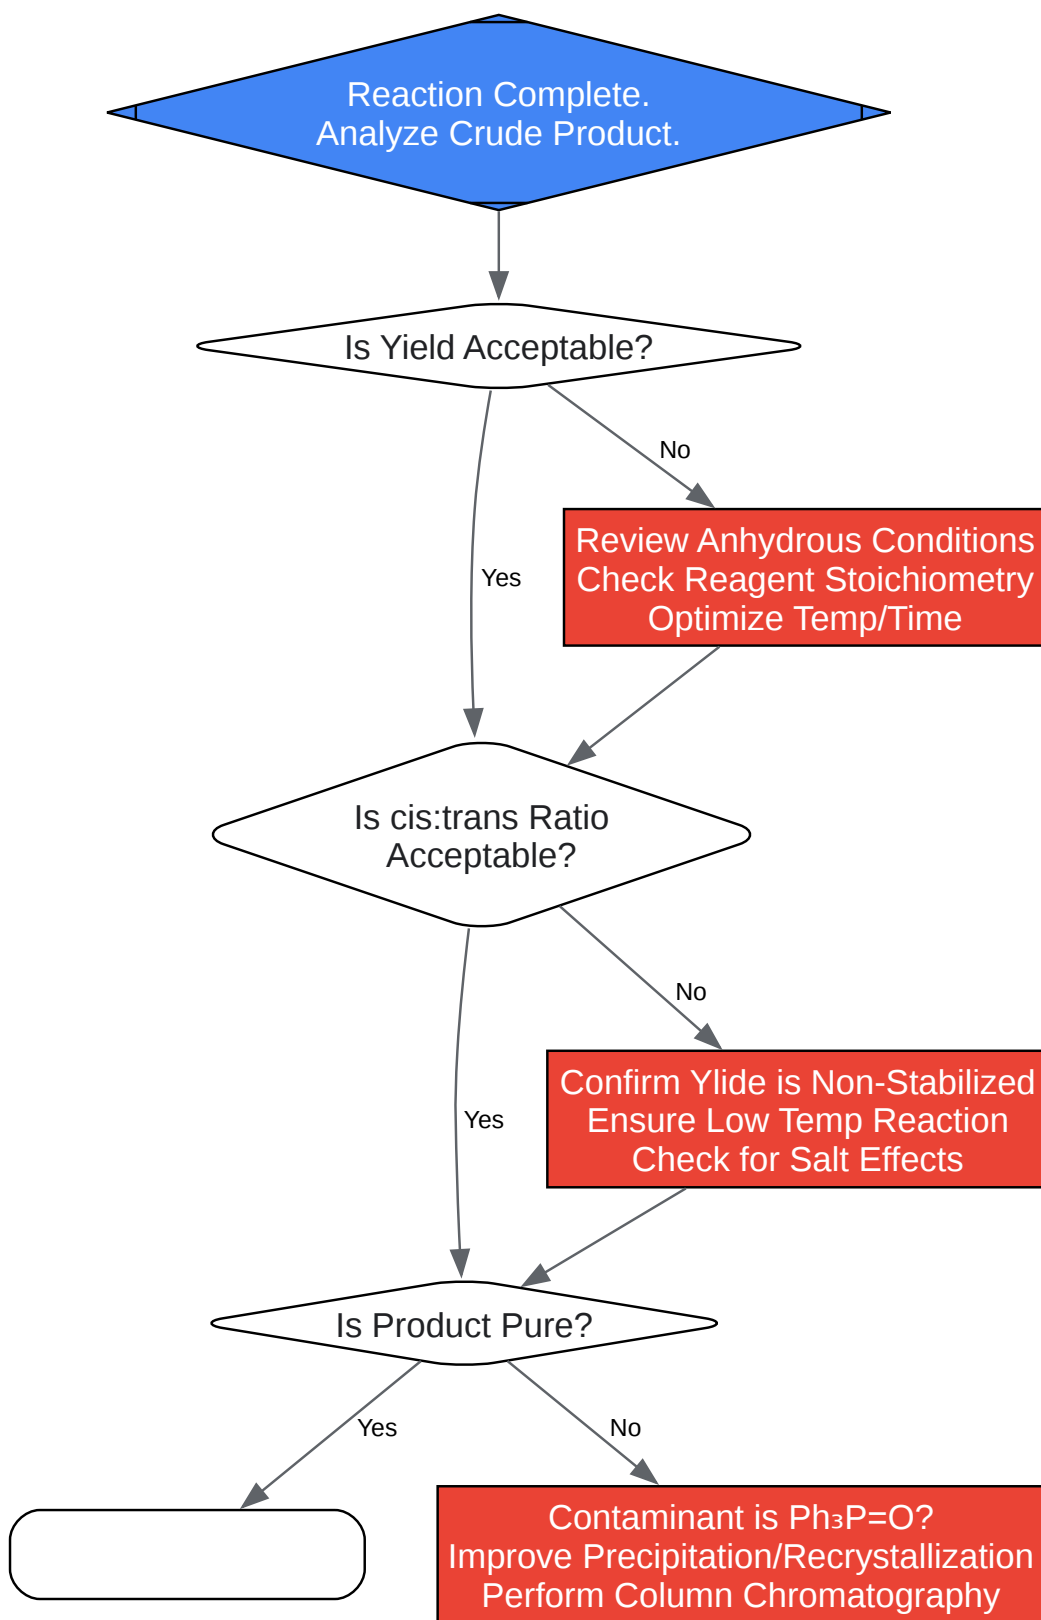 Reaction Complete.
Analyze Crude Product.
Is Yield Acceptable?
No
Review Anhydrous Conditions
Check Reagent Stoichiometry
Optimize Temp/Time
Yes
Is cis:trans Ratio
Acceptable?
No
Confirm Ylide is Non-Stabilized
Ensure Low Temp Reaction
Check for Salt Effects
Yes
Is Product Pure?
Yes
No
Contaminant is Ph₃P=O?
Improve Precipitation/Recrystallization
Perform Column Chromatography